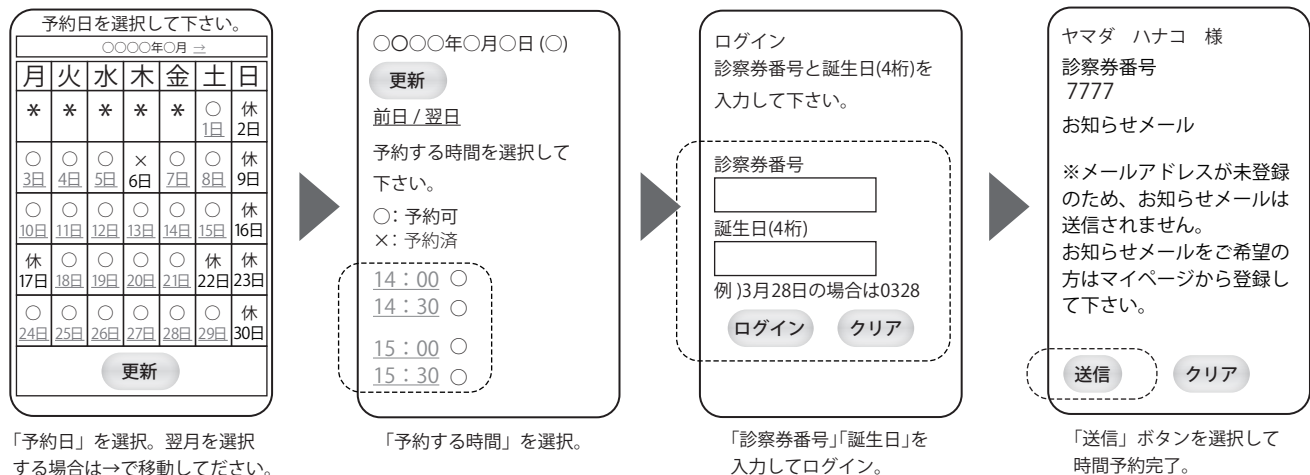 予約日を選択して下さい。
○○○○年○月 →
月 火 水 木 金 土 日
* * * * * ○ 休
1日 2日
○ ○ ○ × ○ ○ 休
3日 4日 5日 6日 7日 8日 9日
○ ○ ○ ○ ○ ○ 休
10日 11日 12日 13日 14日 15日 16日
休 ○ ○ ○ ○ 休 休
17日 18日 19日 20日 21日 22日 23日
○ ○ ○ ○ ○ ○ 休
24日 25日 26日 27日 28日 29日 30日
更新
「予約日」を選択。翌月を選択
する場合は→で移動してださい。
○○○○年○月○日 (○)
更新
前日 / 翌日
予約する時間を選択して
下さい。
○: 予約可
×: 予約済
14:00 ○
14:30 ○
15:00 ○
15:30 ○
「予約する時間」を選択。
ログイン
診察券番号と誕生日(4桁)を
入力して下さい。
診察券番号
誕生日(4桁)
例 )3月28日の場合は0328
ログイン クリア
「診察券番号」「誕生日」を
入力してログイン。
ヤマダ ハナコ 様
診察券番号
7777
お知らせメール
※メールアドレスが未登録
のため、お知らせメールは
送信されません。
お知らせメールをご希望の
方はマイページから登録し
て下さい。
送信 クリア
「送信」ボタンを選択して
時間予約完了。